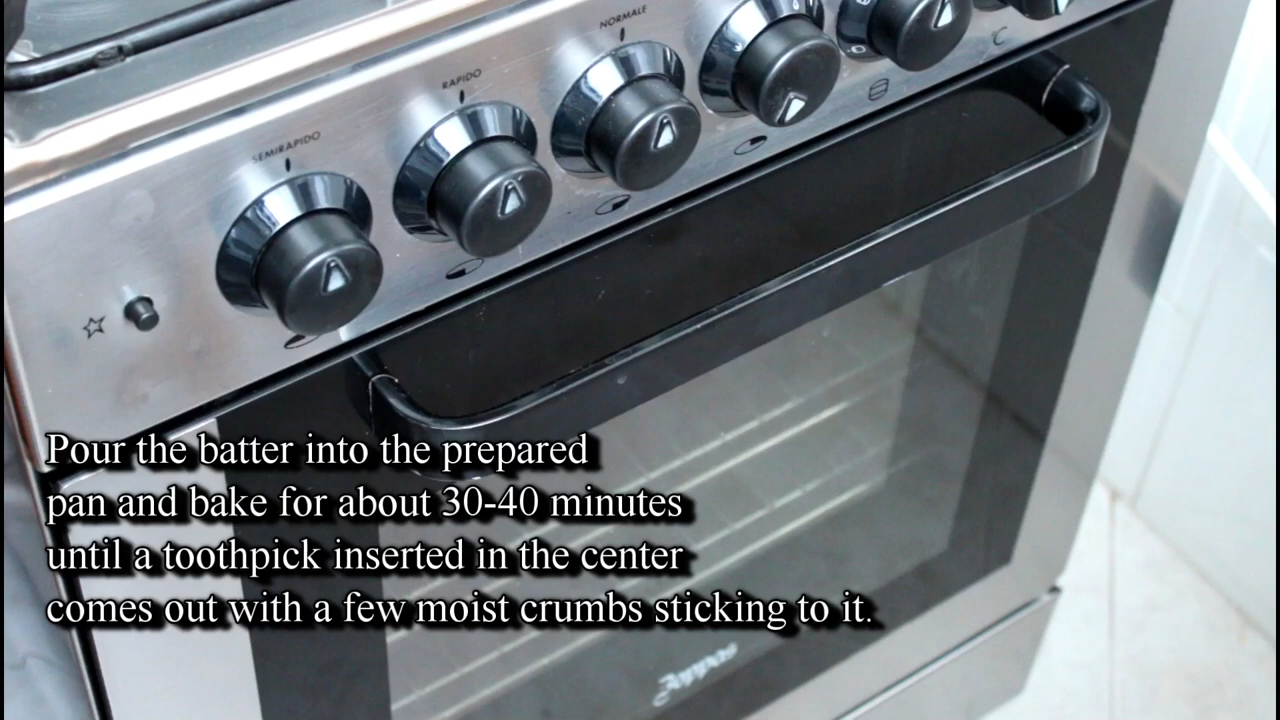 NORMALE
RAPIDO
SEMIRAPIDO
°C
Pour the batter into the prepared
pan and bake for about 30-40 minutes
until a toothpick inserted in the center
comes out with a few moist crumbs sticking to it.